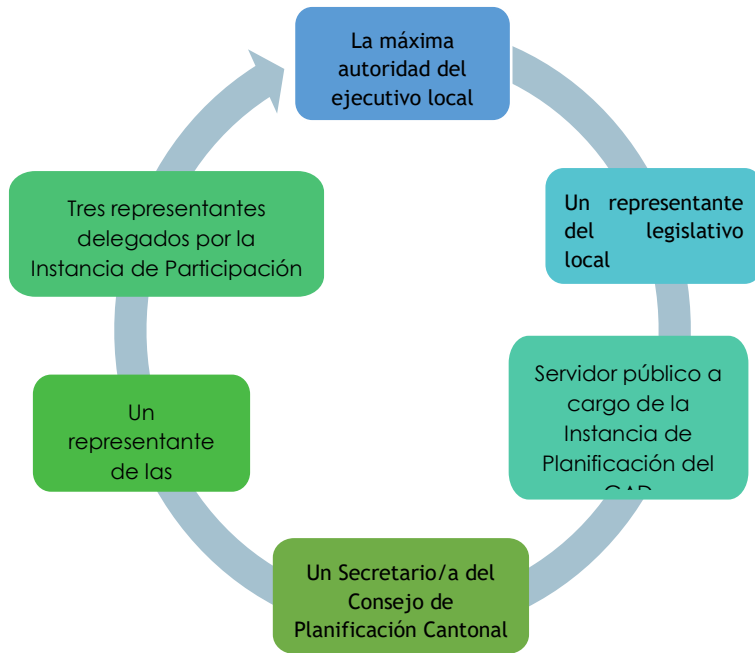 La máxima
autoridad del
ejecutivo local
Un representante
del legislativo
local
Servidor público a
cargo de la
Instancia de
Planificación del
Un Secretario/a del
Consejo de
Planificación Cantonal
Un
representante
de las
Tres representantes
delegados por la
Instancia de Participación